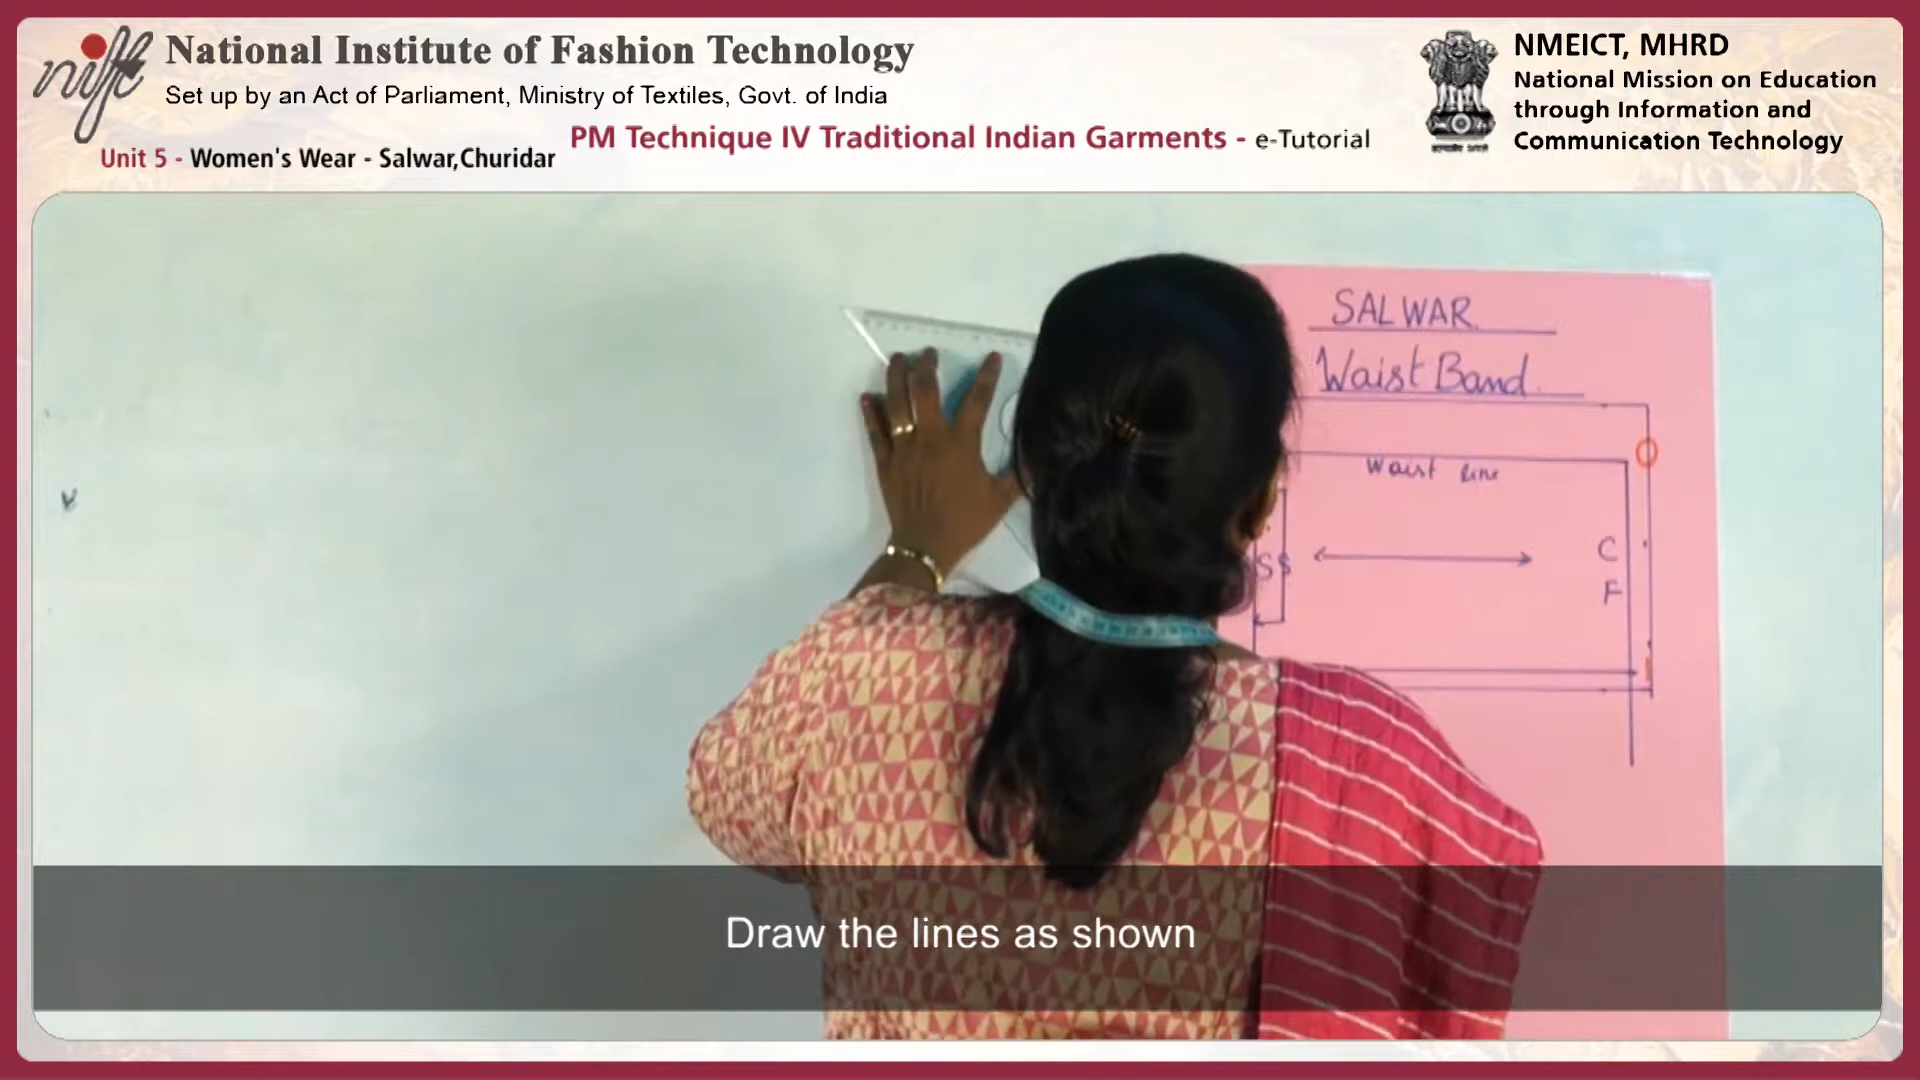 nift
National Institute of Fashion Technology
Set up by an Act of Parliament, Ministry of Textiles, Govt. of India
PM Technique IV Traditional Indian Garments - e-Tutorial
Unit 5 - Women's Wear - Salwar,Churidar
NMEICT, MHRD
National Mission on Education
through Information and
Communication Technology
SALWAR
Waist Band
Waist line
SS
C
F
Draw the lines as shown